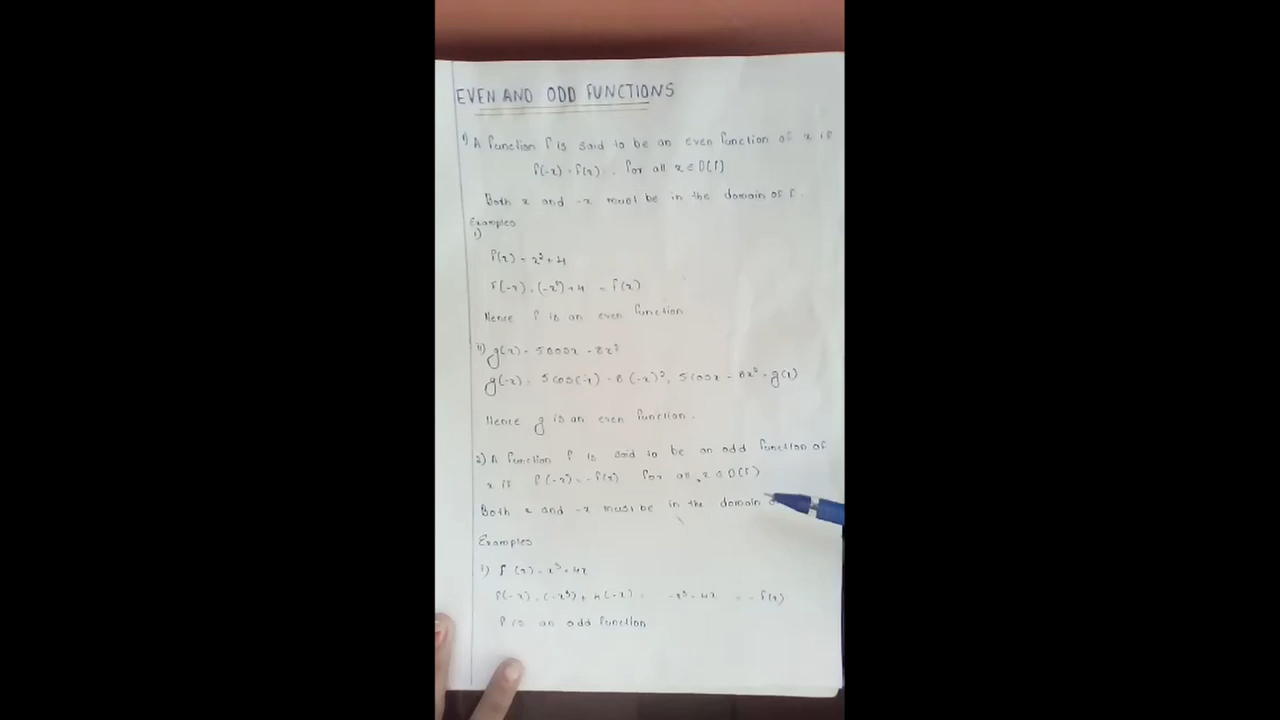 EVEN AND ODD FUNCTIONS
1) A function f is said to be an even function of x if
f(-x) = f(x), for all x ∈ D(f)
Both x and -x must be in the domain of f.
Examples
i)
f(x) = x² + 4
f(-x) = (-x²) + 4 = f(x)
Hence f is an even function
ii) g(x) = 5cosx - 8x²
g(-x) = 5cos(-x) - 8(-x)², 5cosx - 8x² = g(x)
Hence g is an even function.
2) A function f is said to be an odd function of
x if f(-x) = -f(x) for all x ∈ D(f)
Both x and -x must be in the domain
Examples
i) f(x) = x³ + 4x
f(-x) = (-x³) + 4(-x) = -x³ - 4x = -f(x)
f is an odd function